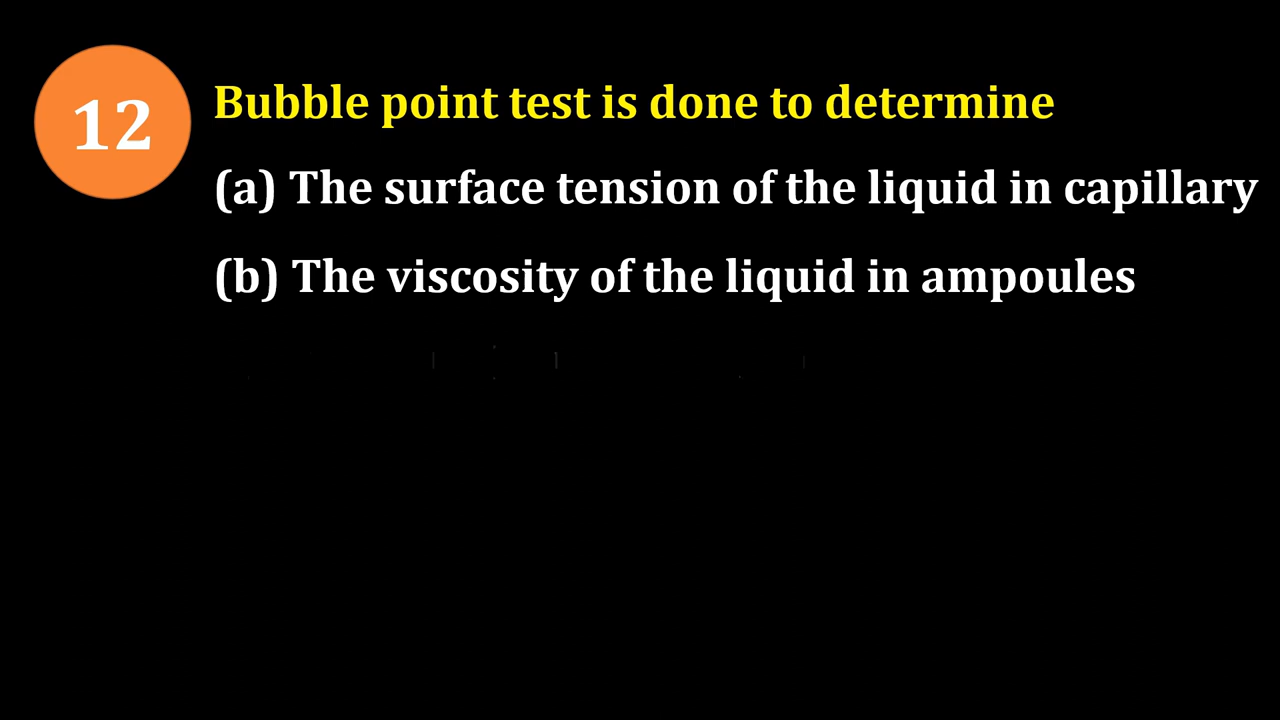 12
Bubble point test is done to determine
(a) The surface tension of the liquid in capillary
(b) The viscosity of the liquid in ampoules